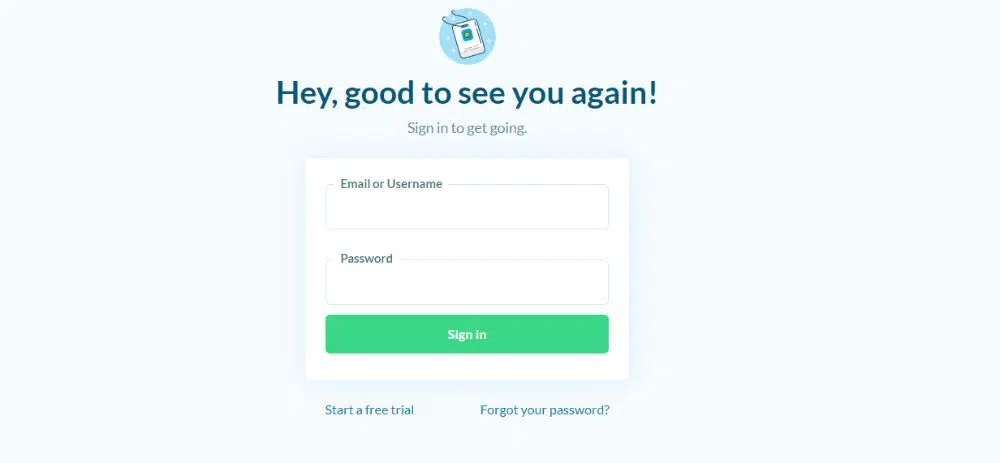 Hey, good to see you again!
Sign in to get going.
Email or Username
Password
Sign in
Start a free trial
Forgot your password?